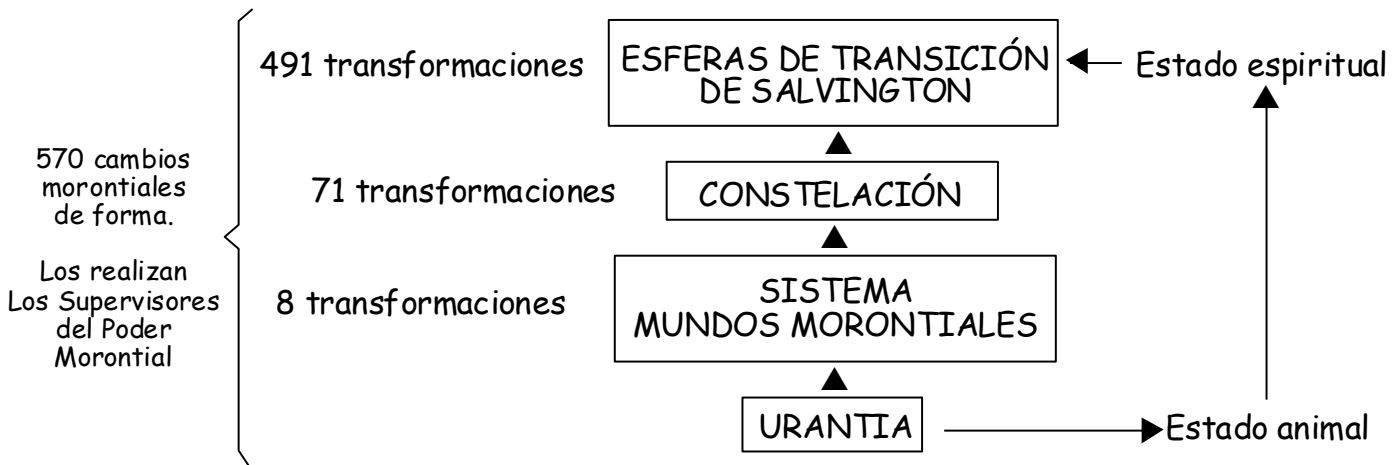 570 cambios
morontiales
de forma.
Los realizan
Los Supervisores
del Poder
Morontial
491 transformaciones
ESFERAS DE TRANSICIÓN
DE SALVINGTON
Estado espiritual
71 transformaciones
CONSTELACIÓN
8 transformaciones
SISTEMA
MUNDOS MORONTIALES
URANTIA
Estado animal